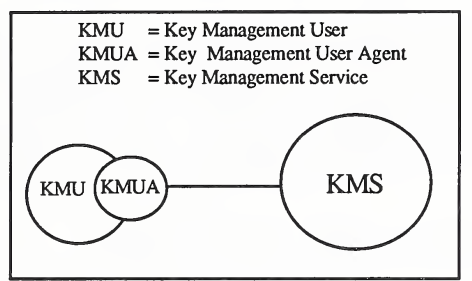 KMU = Key Management User
KMUA = Key Management User Agent
KMS = Key Management Service
KMU KMUA KMS